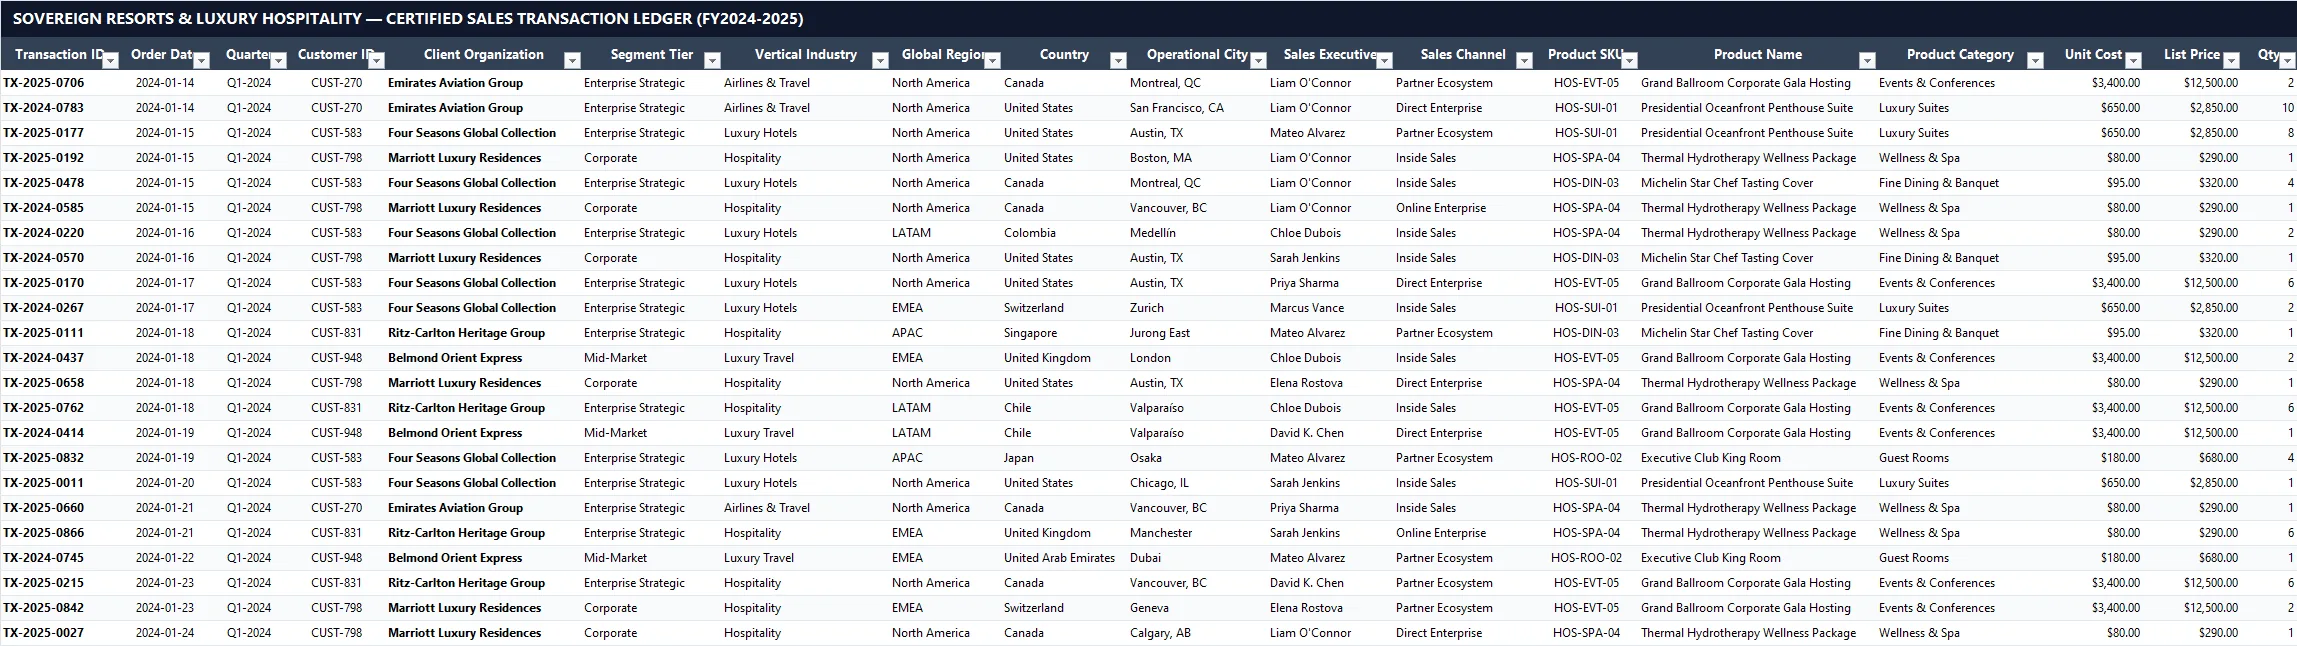 SOVEREIGN RESORTS & LUXURY HOSPITALITY — CERTIFIED SALES TRANSACTION LEDGER (FY2024-2025)
Transaction ID Order Dat Quarte Customer ID Client Organization Segment Tier Vertical Industry Global Region Country Operational City Sales Executive Sales Channel Product SKU Product Name Product Category Unit Cost List Price Qty
TX-2025-0706 2024-01-14 Q1-2024 CUST-270 Emirates Aviation Group Enterprise Strategic Airlines & Travel North America Canada Montreal, QC Liam O'Connor Partner Ecosystem HOS-EVT-05 Grand Ballroom Corporate Gala Hosting Events & Conferences $3,400.00 $12,500.00 2
TX-2024-0783 2024-01-14 Q1-2024 CUST-270 Emirates Aviation Group Enterprise Strategic Airlines & Travel North America United States San Francisco, CA Liam O'Connor Direct Enterprise HOS-SUI-01 Presidential Oceanfront Penthouse Suite Luxury Suites $650.00 $2,850.00 10
TX-2025-0177 2024-01-15 Q1-2024 CUST-583 Four Seasons Global Collection Enterprise Strategic Luxury Hotels North America United States Austin, TX Mateo Alvarez Partner Ecosystem HOS-SUI-01 Presidential Oceanfront Penthouse Suite Luxury Suites $650.00 $2,850.00 8
TX-2025-0192 2024-01-15 Q1-2024 CUST-798 Marriott Luxury Residences Corporate Hospitality North America United States Boston, MA Liam O'Connor Inside Sales HOS-SPA-04 Thermal Hydrotherapy Wellness Package Wellness & Spa $80.00 $290.00 1
TX-2025-0478 2024-01-15 Q1-2024 CUST-583 Four Seasons Global Collection Enterprise Strategic Luxury Hotels North America Canada Montreal, QC Liam O'Connor Inside Sales HOS-DIN-03 Michelin Star Chef Tasting Cover Fine Dining & Banquet $95.00 $320.00 4
TX-2024-0585 2024-01-15 Q1-2024 CUST-798 Marriott Luxury Residences Corporate Hospitality North America Canada Vancouver, BC Liam O'Connor Online Enterprise HOS-SPA-04 Thermal Hydrotherapy Wellness Package Wellness & Spa $80.00 $290.00 1
TX-2024-0220 2024-01-16 Q1-2024 CUST-583 Four Seasons Global Collection Enterprise Strategic Luxury Hotels LATAM Colombia Medellín Chloe Dubois Inside Sales HOS-SPA-04 Thermal Hydrotherapy Wellness Package Wellness & Spa $80.00 $290.00 2
TX-2024-0570 2024-01-16 Q1-2024 CUST-798 Marriott Luxury Residences Corporate Hospitality North America United States Austin, TX Sarah Jenkins Inside Sales HOS-DIN-03 Michelin Star Chef Tasting Cover Fine Dining & Banquet $95.00 $320.00 1
TX-2025-0170 2024-01-17 Q1-2024 CUST-583 Four Seasons Global Collection Enterprise Strategic Luxury Hotels North America United States Austin, TX Priya Sharma Direct Enterprise HOS-EVT-05 Grand Ballroom Corporate Gala Hosting Events & Conferences $3,400.00 $12,500.00 6
TX-2024-0267 2024-01-17 Q1-2024 CUST-583 Four Seasons Global Collection Enterprise Strategic Luxury Hotels EMEA Switzerland Zurich Marcus Vance Inside Sales HOS-SUI-01 Presidential Oceanfront Penthouse Suite Luxury Suites $650.00 $2,850.00 2
TX-2025-0111 2024-01-18 Q1-2024 CUST-831 Ritz-Carlton Heritage Group Enterprise Strategic Hospitality APAC Singapore Jurong East Mateo Alvarez Partner Ecosystem HOS-DIN-03 Michelin Star Chef Tasting Cover Fine Dining & Banquet $95.00 $320.00 1
TX-2024-0437 2024-01-18 Q1-2024 CUST-948 Belmond Orient Express Mid-Market Luxury Travel EMEA United Kingdom London Chloe Dubois Inside Sales HOS-EVT-05 Grand Ballroom Corporate Gala Hosting Events & Conferences $3,400.00 $12,500.00 2
TX-2025-0658 2024-01-18 Q1-2024 CUST-798 Marriott Luxury Residences Corporate Hospitality North America United States Austin, TX Elena Rostova Direct Enterprise HOS-SPA-04 Thermal Hydrotherapy Wellness Package Wellness & Spa $80.00 $290.00 1
TX-2025-0762 2024-01-18 Q1-2024 CUST-831 Ritz-Carlton Heritage Group Enterprise Strategic Hospitality LATAM Chile Valparaíso Chloe Dubois Inside Sales HOS-EVT-05 Grand Ballroom Corporate Gala Hosting Events & Conferences $3,400.00 $12,500.00 6
TX-2024-0414 2024-01-19 Q1-2024 CUST-948 Belmond Orient Express Mid-Market Luxury Travel LATAM Chile Valparaíso David K. Chen Direct Enterprise HOS-EVT-05 Grand Ballroom Corporate Gala Hosting Events & Conferences $3,400.00 $12,500.00 1
TX-2025-0832 2024-01-19 Q1-2024 CUST-583 Four Seasons Global Collection Enterprise Strategic Luxury Hotels APAC Japan Osaka Mateo Alvarez Partner Ecosystem HOS-ROO-02 Executive Club King Room Guest Rooms $180.00 $680.00 4
TX-2025-0011 2024-01-20 Q1-2024 CUST-583 Four Seasons Global Collection Enterprise Strategic Luxury Hotels North America United States Chicago, IL Sarah Jenkins Inside Sales HOS-SUI-01 Presidential Oceanfront Penthouse Suite Luxury Suites $650.00 $2,850.00 1
TX-2025-0660 2024-01-21 Q1-2024 CUST-270 Emirates Aviation Group Enterprise Strategic Airlines & Travel North America Canada Vancouver, BC Priya Sharma Inside Sales HOS-SPA-04 Thermal Hydrotherapy Wellness Package Wellness & Spa $80.00 $290.00 1
TX-2025-0866 2024-01-21 Q1-2024 CUST-831 Ritz-Carlton Heritage Group Enterprise Strategic Hospitality EMEA United Kingdom Manchester Sarah Jenkins Online Enterprise HOS-SPA-04 Thermal Hydrotherapy Wellness Package Wellness & Spa $80.00 $290.00 6
TX-2024-0745 2024-01-22 Q1-2024 CUST-948 Belmond Orient Express Mid-Market Luxury Travel EMEA United Arab Emirates Dubai Mateo Alvarez Partner Ecosystem HOS-ROO-02 Executive Club King Room Guest Rooms $180.00 $680.00 1
TX-2025-0215 2024-01-23 Q1-2024 CUST-831 Ritz-Carlton Heritage Group Enterprise Strategic Hospitality North America Canada Vancouver, BC David K. Chen Partner Ecosystem HOS-EVT-05 Grand Ballroom Corporate Gala Hosting Events & Conferences $3,400.00 $12,500.00 6
TX-2025-0842 2024-01-23 Q1-2024 CUST-798 Marriott Luxury Residences Corporate Hospitality EMEA Switzerland Geneva Elena Rostova Partner Ecosystem HOS-EVT-05 Grand Ballroom Corporate Gala Hosting Events & Conferences $3,400.00 $12,500.00 2
TX-2025-0027 2024-01-24 Q1-2024 CUST-798 Marriott Luxury Residences Corporate Hospitality North America Canada Calgary, AB Liam O'Connor Direct Enterprise HOS-SPA-04 Thermal Hydrotherapy Wellness Package Wellness & Spa $80.00 $290.00 1